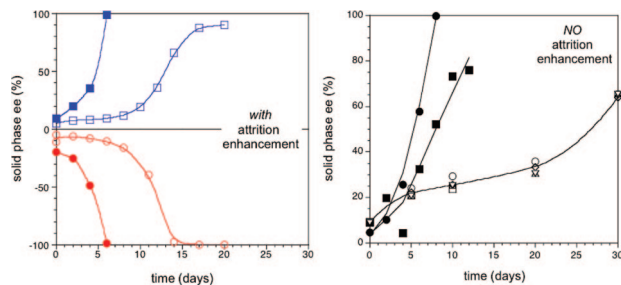 solid phase ee (%)
100
50
0
-50
-100
with
attrition
enhancement
0
5
10
15
20
25
30
time (days)
solid phase ee (%)
100
80
60
40
20
0
NO
attrition
enhancement
0
5
10
15
20
25
30
time (days)